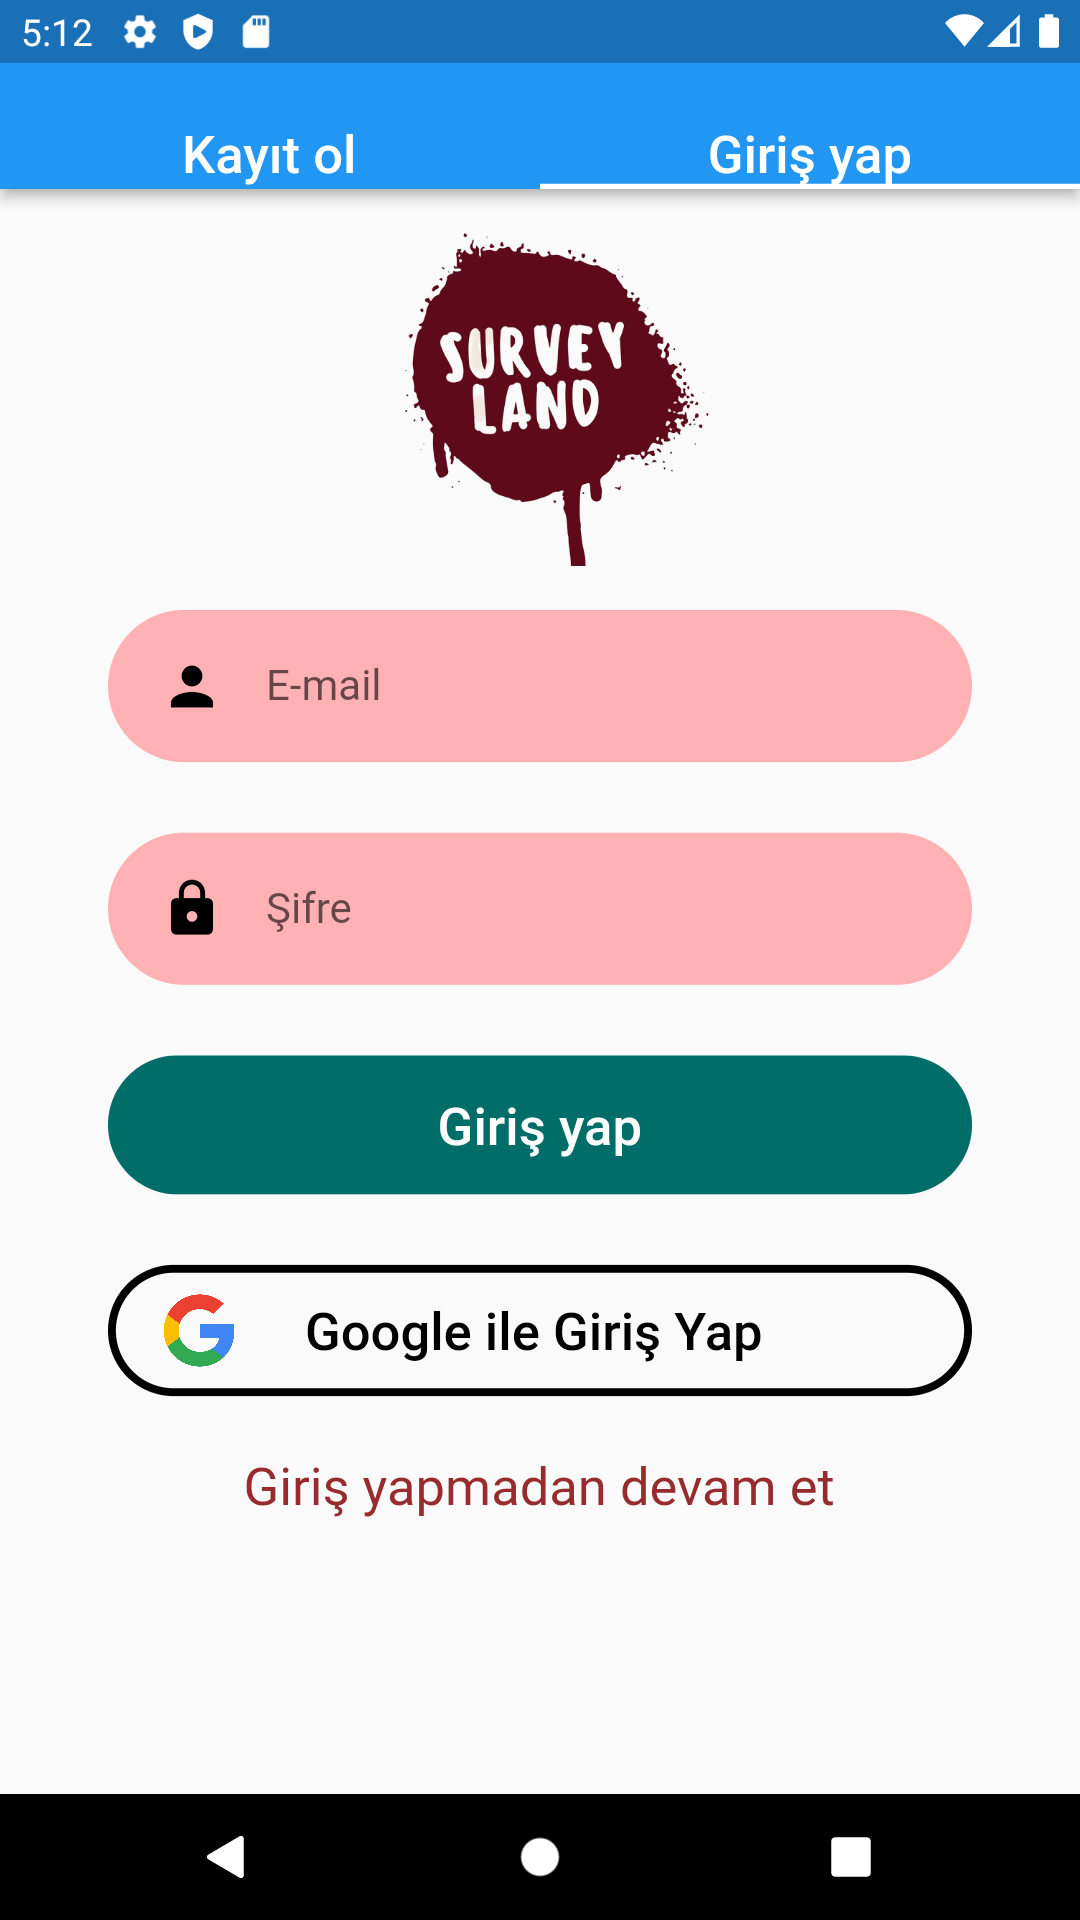 5:12
Kayıt ol
Giriş yap
SURVEY
LAND
E-mail
Şifre
Giriş yap
Google ile Giriş Yap
Giriş yapmadan devam et